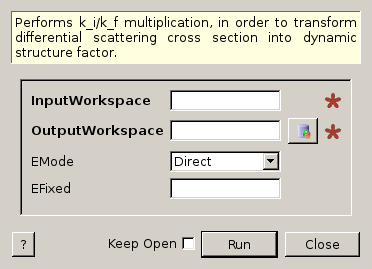 Performs k_i/k_f multiplication, in order to transform
differential scattering cross section into dynamic
structure factor.
InputWorkspace
OutputWorkspace
EMode Direct
EFixed
? Keep Open Run Close